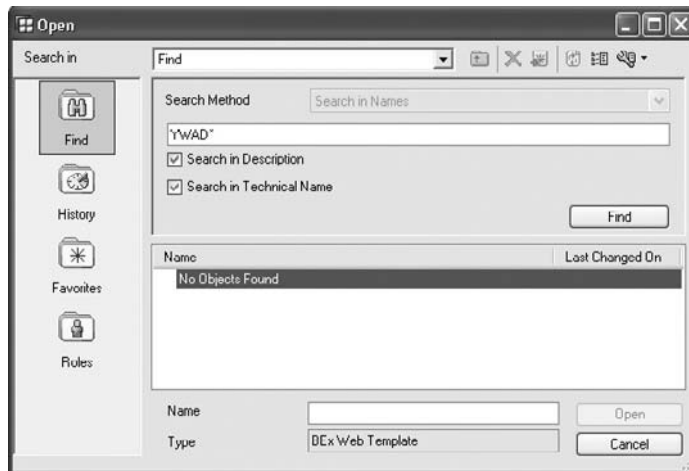 Open
Search in
Find
Find
History
Favorites
Roles
Search Method
Search in Names
Search in Description
Search in Technical Name
Find
Name
Last Changed On
No Objects Found
Name
Open
Type
BEx Web Template
Cancel